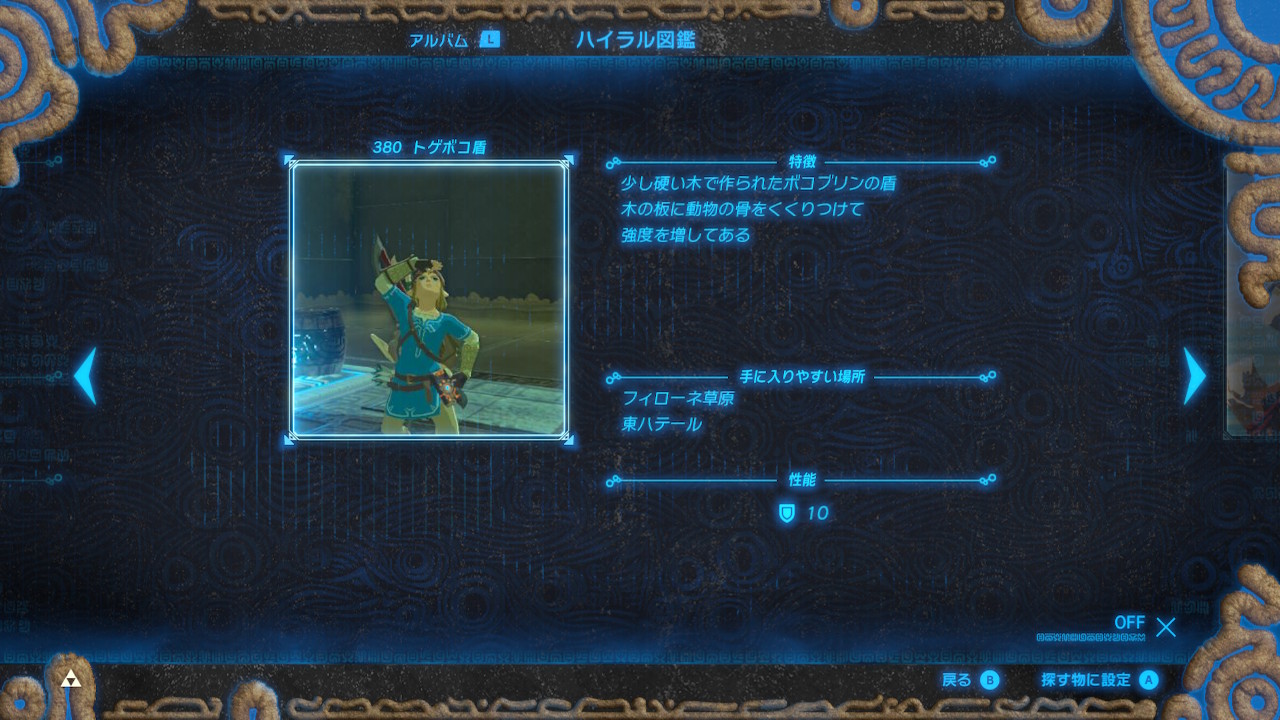 アルバム L
ハイラル図鑑
380 トゲボコ盾
特徴
少し硬い木で作られたボコブリンの盾
木の板に動物の骨をくくりつけて
強度を増してある
手に入りやすい場所
フィローネ草原
東ハテール
性能
10
OFF
戻る B
探す物に設定 A